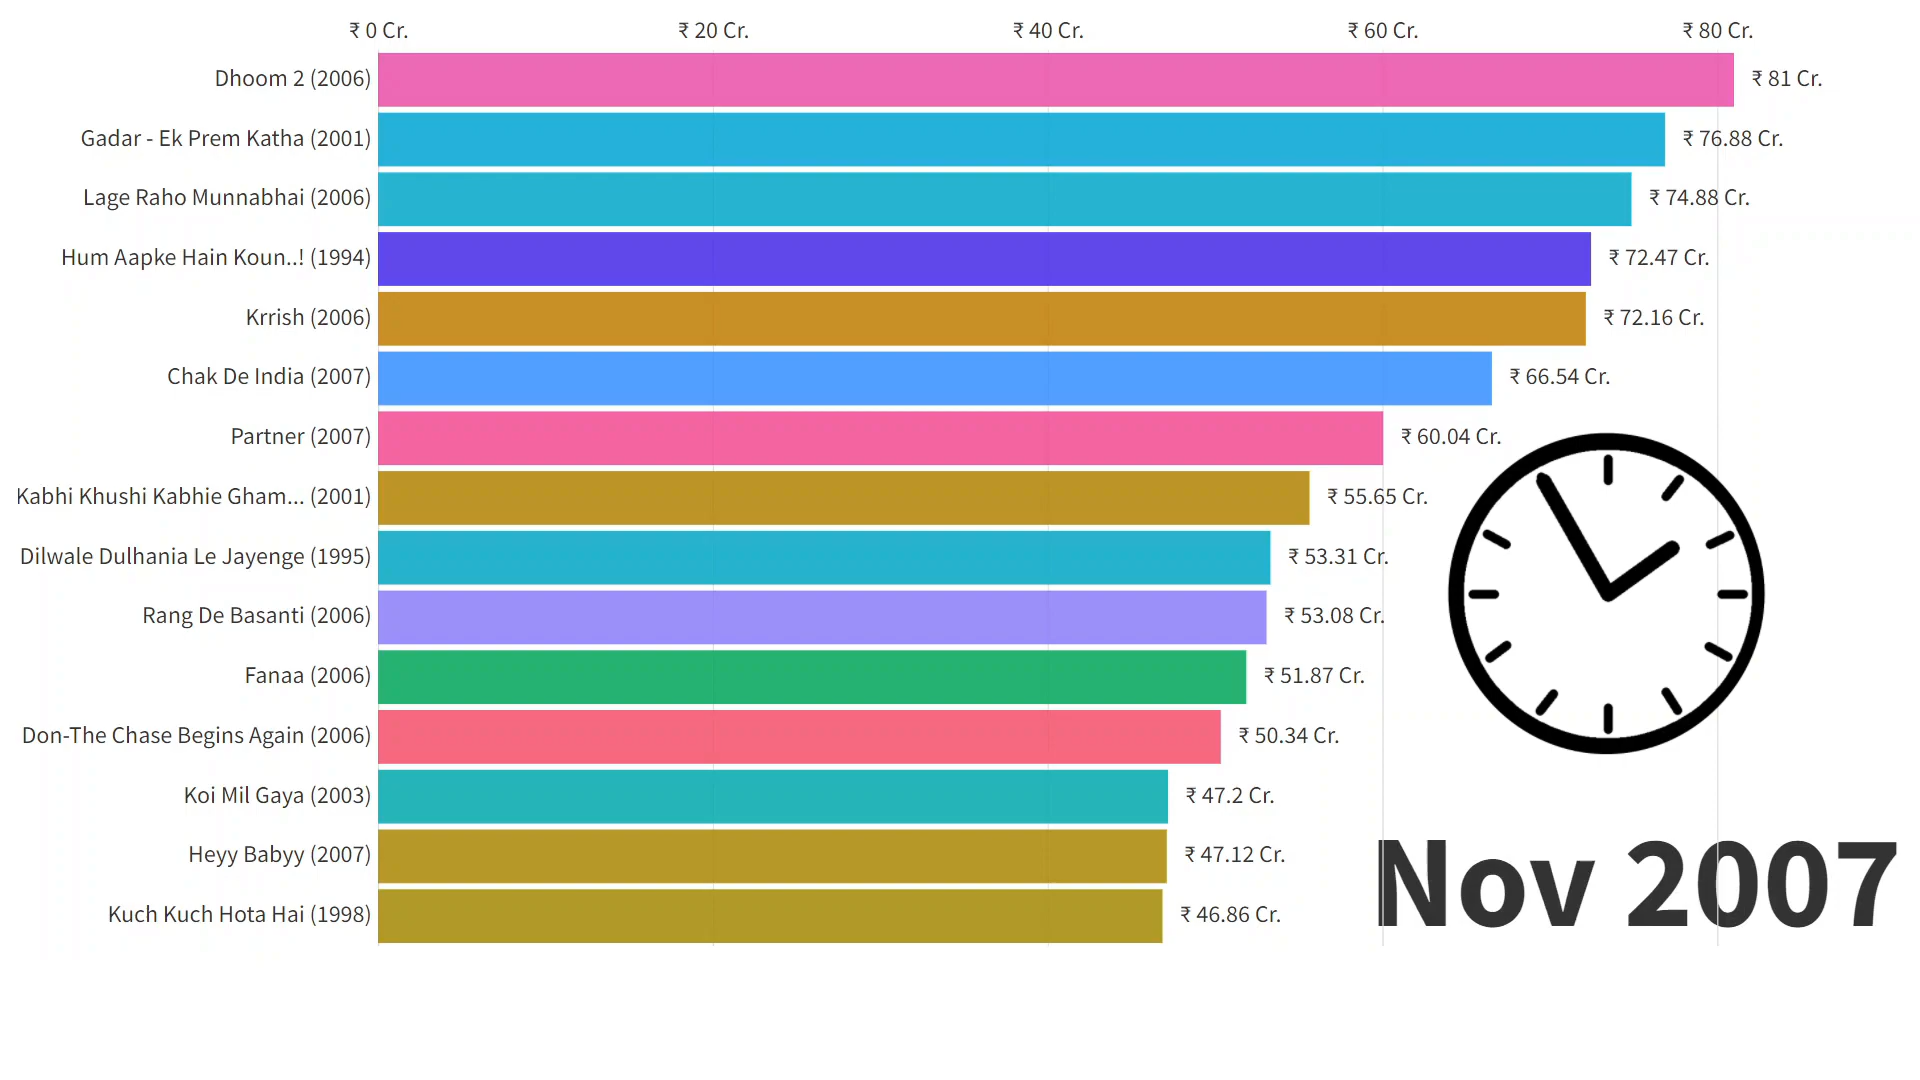 ₹ 0 Cr. ₹ 20 Cr. ₹ 40 Cr. ₹ 60 Cr. ₹ 80 Cr.
Dhoom 2 (2006) ₹ 81 Cr.
Gadar - Ek Prem Katha (2001) ₹ 76.88 Cr.
Lage Raho Munnabhai (2006) ₹ 74.88 Cr.
Hum Aapke Hain Koun..! (1994) ₹ 72.47 Cr.
Krrish (2006) ₹ 72.16 Cr.
Chak De India (2007) ₹ 66.54 Cr.
Partner (2007) ₹ 60.04 Cr.
Kabhi Khushi Kabhie Gham... (2001) ₹ 55.65 Cr.
Dilwale Dulhania Le Jayenge (1995) ₹ 53.31 Cr.
Rang De Basanti (2006) ₹ 53.08 Cr.
Fanaa (2006) ₹ 51.87 Cr.
Don-The Chase Begins Again (2006) ₹ 50.34 Cr.
Koi Mil Gaya (2003) ₹ 47.2 Cr.
Heyy Babyy (2007) ₹ 47.12 Cr.
Kuch Kuch Hota Hai (1998) ₹ 46.86 Cr.
Nov 2007